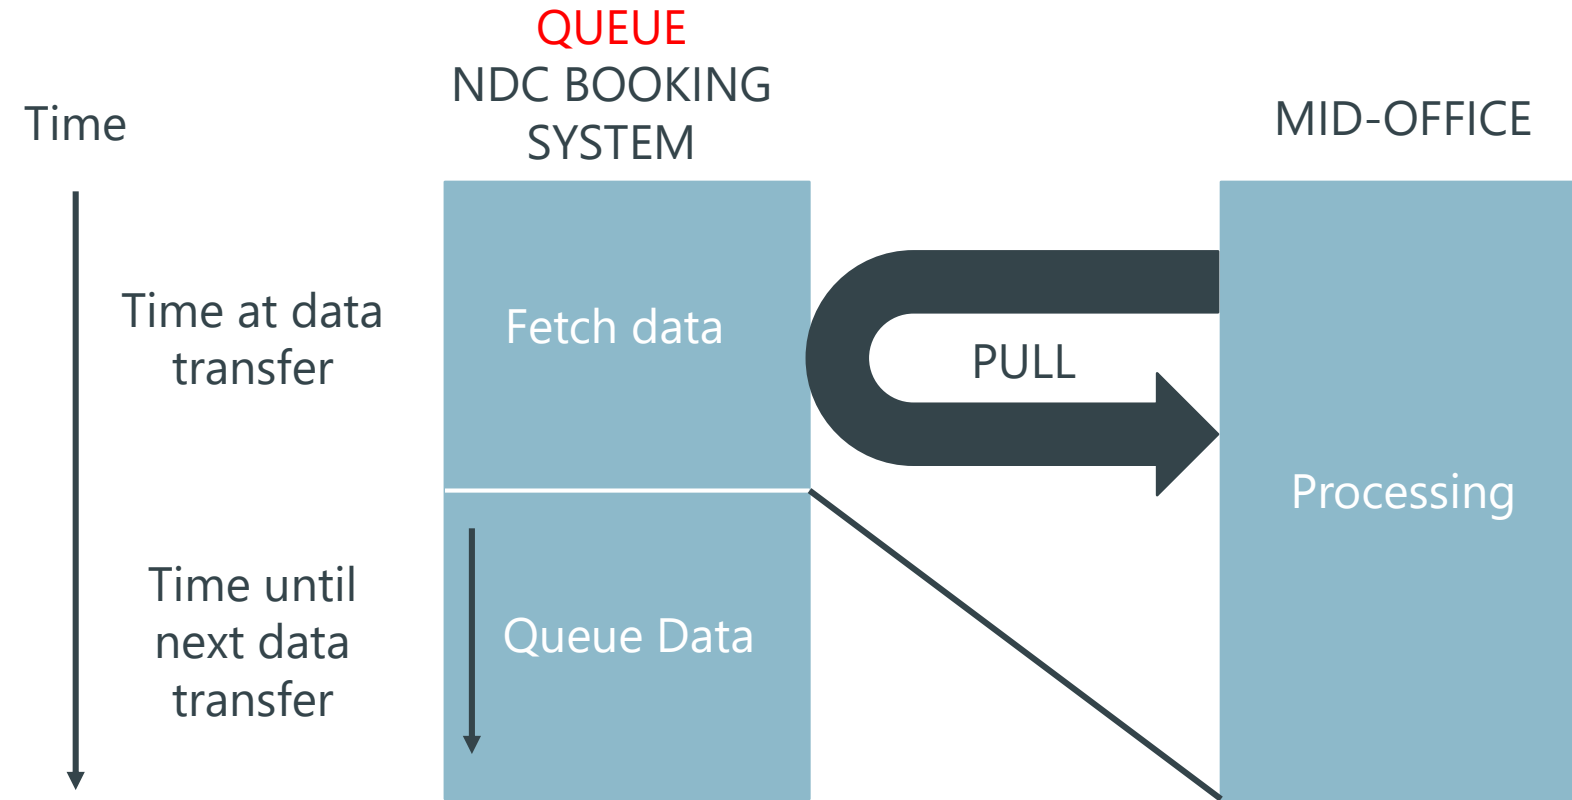 QUEUE
NDC BOOKING
SYSTEM
Time
MID-OFFICE
Time at data
transfer
Fetch data
PULL
Processing
Time until
next data
transfer
Queue Data